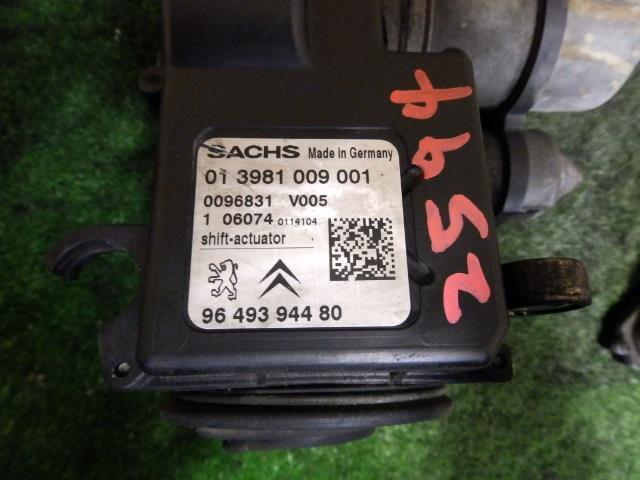 SACHS Made in Germany
01 3981 009 001
0096831 V005
1 06074 0114104
shift-actuator
96 493 944 80
2594